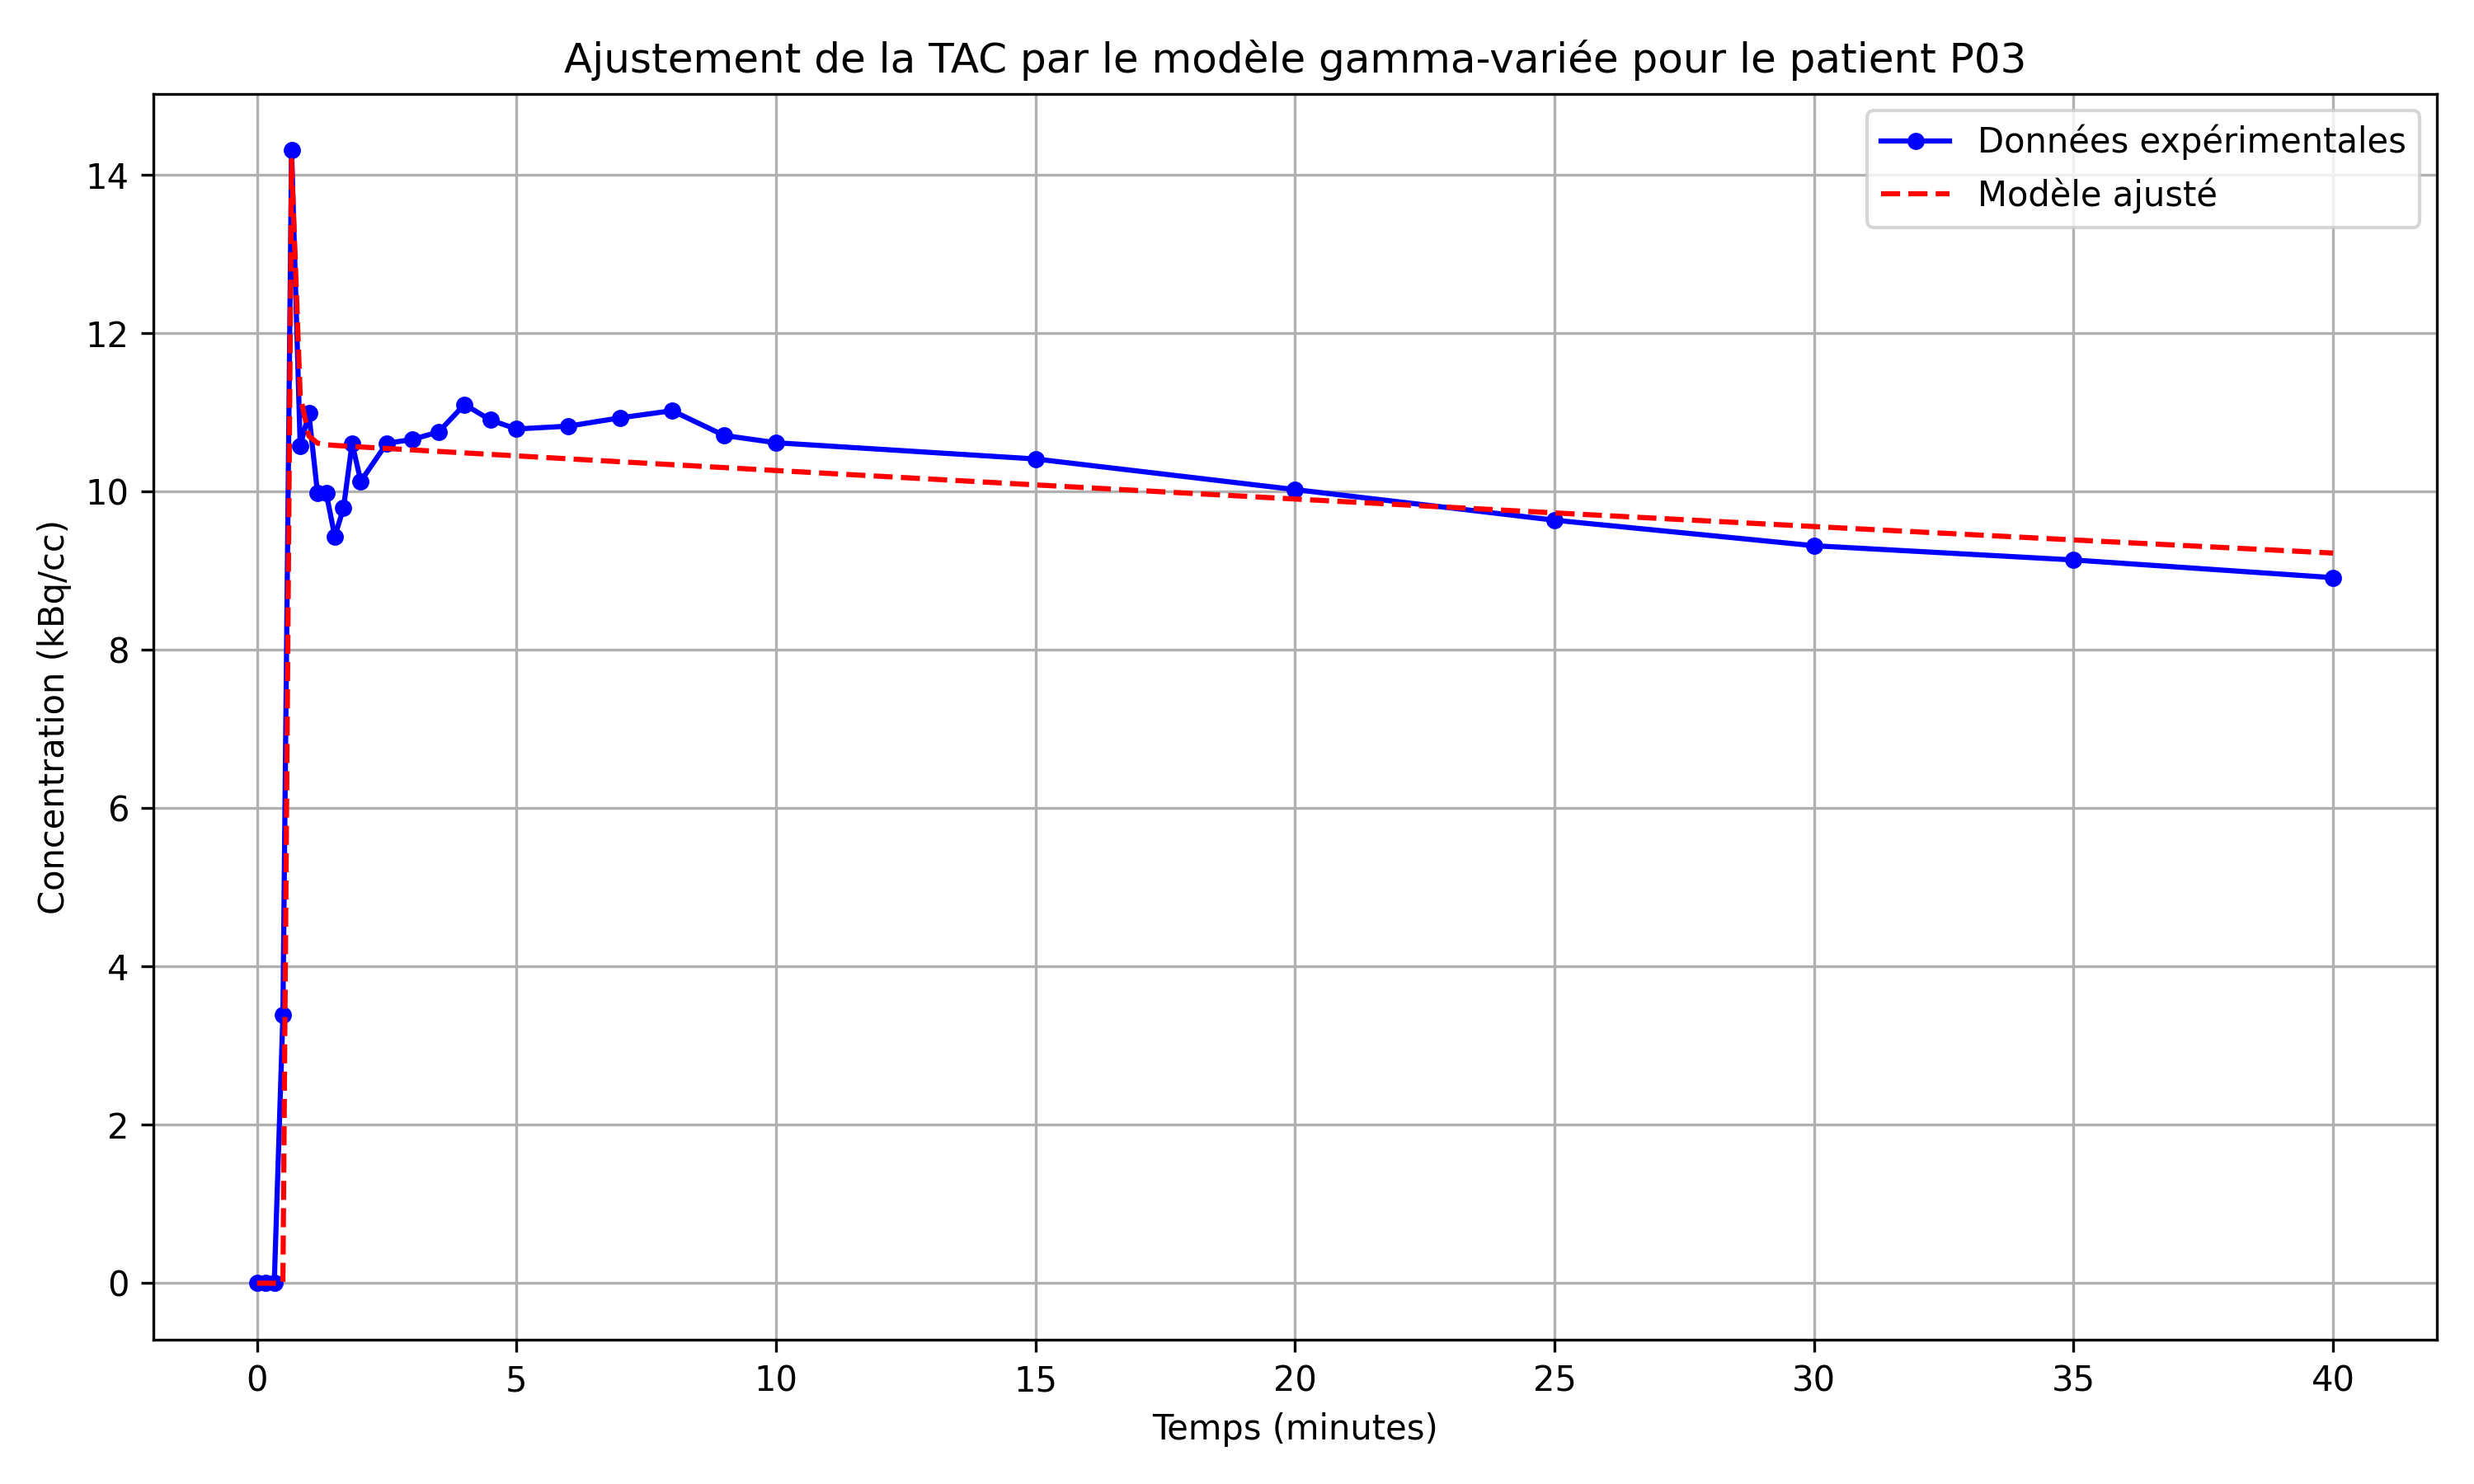 Ajustement de la TAC par le modèle gamma-variée pour le patient P03
Données expérimentales
Modèle ajusté
Concentration (kBq/cc)
14
12
10
8
6
4
2
0
0 5 10 15 20 25 30 35 40
Temps (minutes)